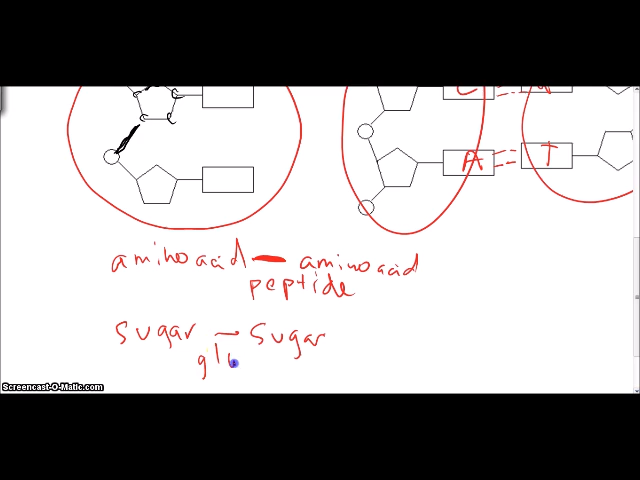 A T
amino acid — amino acid
peptide
sugar — sugar
Screencast-O-Matic.com